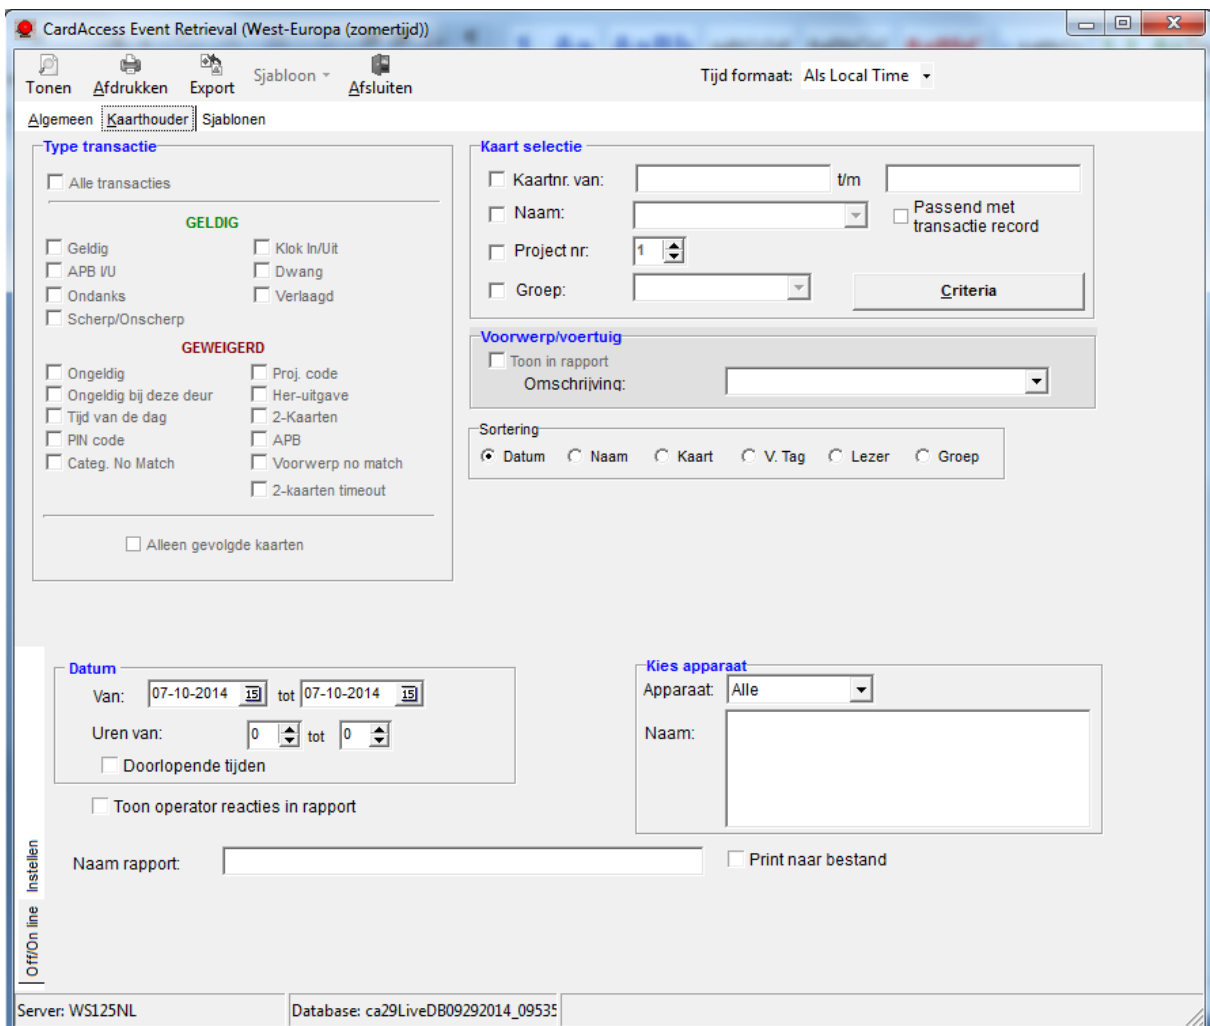 CardAccess Event Retrieval (West-Europa (zomertijd))
Tonen Afdrukken Export Sjabloon Afsluiten Tijd formaat: Als Local Time
Algemeen Kaarthouder Sjablonen
Type transactie
Alle transacties
GELDIG
Geldig Klok In/Uit
APB I/U Dwang
Ondanks Verlaagd
Scherp/Onscherp
GEWEIGERD
Ongeldig Proj. code
Ongeldig bij deze deur Her-uitgave
Tijd van de dag 2-Kaarten
PIN code APB
Categ. No Match Voorwerp no match
2-kaarten timeout
Alleen gevolgde kaarten
Kaart selectie
Kaartnr. van: t/m
Naam: Passend met
transactie record
Project nr: 1
Groep: Criteria
Voorwerp/voertuig
Toon in rapport
Omschrijving:
Sortering
Datum Naam Kaart V. Tag Lezer Groep
Datum
Van: 07-10-2014 15 tot 07-10-2014 15
Uren van: 0 tot 0
Doorlopende tijden
Toon operator reacties in rapport
Kies apparaat
Apparaat: Alle
Naam:
Naam rapport: Print naar bestand
Instellen
Off/On line
Server: WS125NL Database: ca29LiveDB09292014_09535